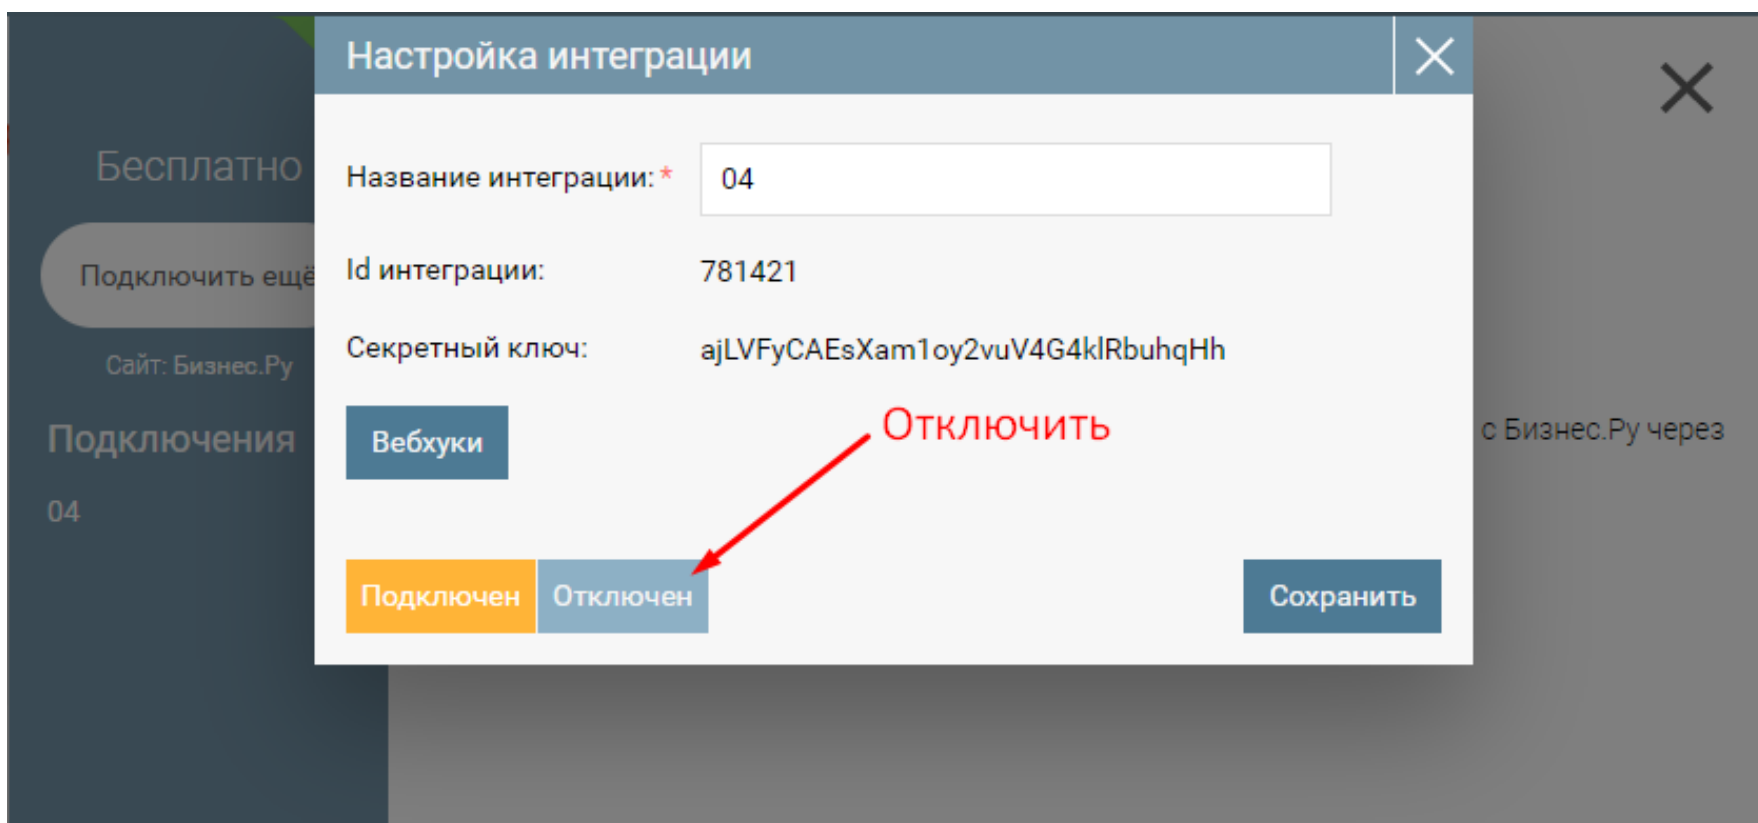 Настройка интеграции
Бесплатно
Название интеграции:* 04
Подключить ещё
Id интеграции: 781421
Сайт: Бизнес.Ру
Секретный ключ: ajLVFyCAEsXam1oy2vuV4G4klRbuhqHh
Отключить
Подключения
Вебхуки
с Бизнес.Ру через
04
Подключен Отключен Сохранить